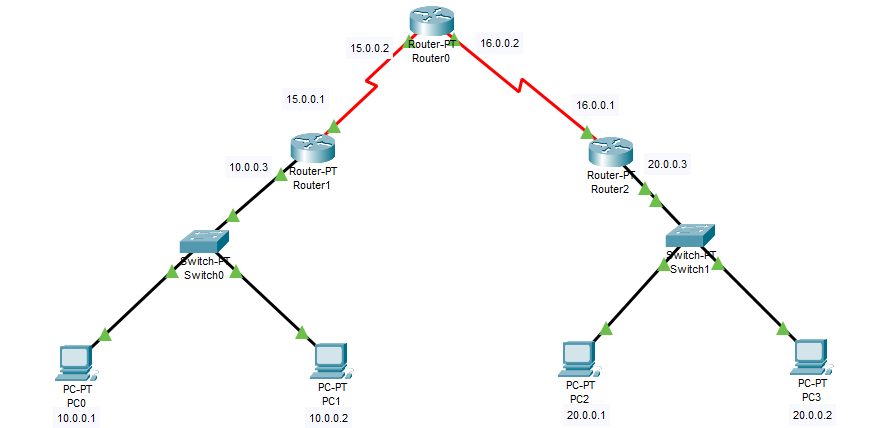 Router-PT
Router0
15.0.0.2
16.0.0.2
15.0.0.1
16.0.0.1
Router-PT
Router1
10.0.0.3
Router-PT
Router2
20.0.0.3
Switch-PT
Switch0
Switch-PT
Switch1
PC-PT
PC0
10.0.0.1
PC-PT
PC1
10.0.0.2
PC-PT
PC2
20.0.0.1
PC-PT
PC3
20.0.0.2